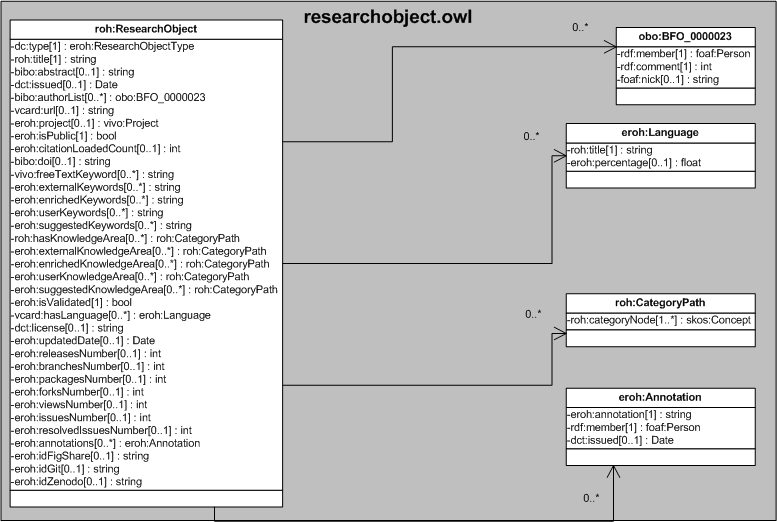 researchobject.owl
roh:ResearchObject
-dc:type[1] : eroh:ResearchObjectType
-roh:title[1] : string
-bibo:abstract[0..1] : string
-dct:issued[0..1] : Date
-bibo:authorList[0..*] : obo:BFO_0000023
-vcard:url[0..1] : string
-eroh:project[0..1] : vivo:Project
-eroh:isPublic[1] : bool
-eroh:citationLoadedCount[0..1] : int
-bibo:doi[0..1] : string
-vivo:freeTextKeyword[0..*] : string
-eroh:externalKeywords[0..*] : string
-eroh:enrichedKeywords[0..*] : string
-eroh:userKeywords[0..*] : string
-eroh:suggestedKeywords[0..*] : string
-roh:hasKnowledgeArea[0..*] : roh:CategoryPath
-eroh:externalKnowledgeArea[0..*] : roh:CategoryPath
-eroh:enrichedKnowledgeArea[0..*] : roh:CategoryPath
-eroh:userKnowledgeArea[0..*] : roh:CategoryPath
-eroh:suggestedKnowledgeArea[0..*] : roh:CategoryPath
-eroh:isValidated[1] : bool
-vcard:hasLanguage[0..*] : eroh:Language
-dct:license[0..1] : string
-eroh:updatedDate[0..1] : Date
-eroh:releasesNumber[0..1] : int
-eroh:branchesNumber[0..1] : int
-eroh:packagesNumber[0..1] : int
-eroh:forksNumber[0..1] : int
-eroh:viewsNumber[0..1] : int
-eroh:issuesNumber[0..1] : int
-eroh:resolvedIssuesNumber[0..1] : int
-eroh:annotations[0..*] : eroh:Annotation
-eroh:idFigShare[0..1] : string
-eroh:idGit[0..1] : string
-eroh:idZenodo[0..1] : string
0..*
obo:BFO_0000023
-rdf:member[1] : foaf:Person
-rdf:comment[1] : int
-foaf:nick[0..1] : string
0..*
eroh:Language
-roh:title[1] : string
-eroh:percentage[0..1] : float
0..*
roh:CategoryPath
-roh:categoryNode[1..*] : skos:Concept
eroh:Annotation
-eroh:annotation[1] : string
-rdf:member[1] : foaf:Person
-dct:issued[0..1] : Date
0..*